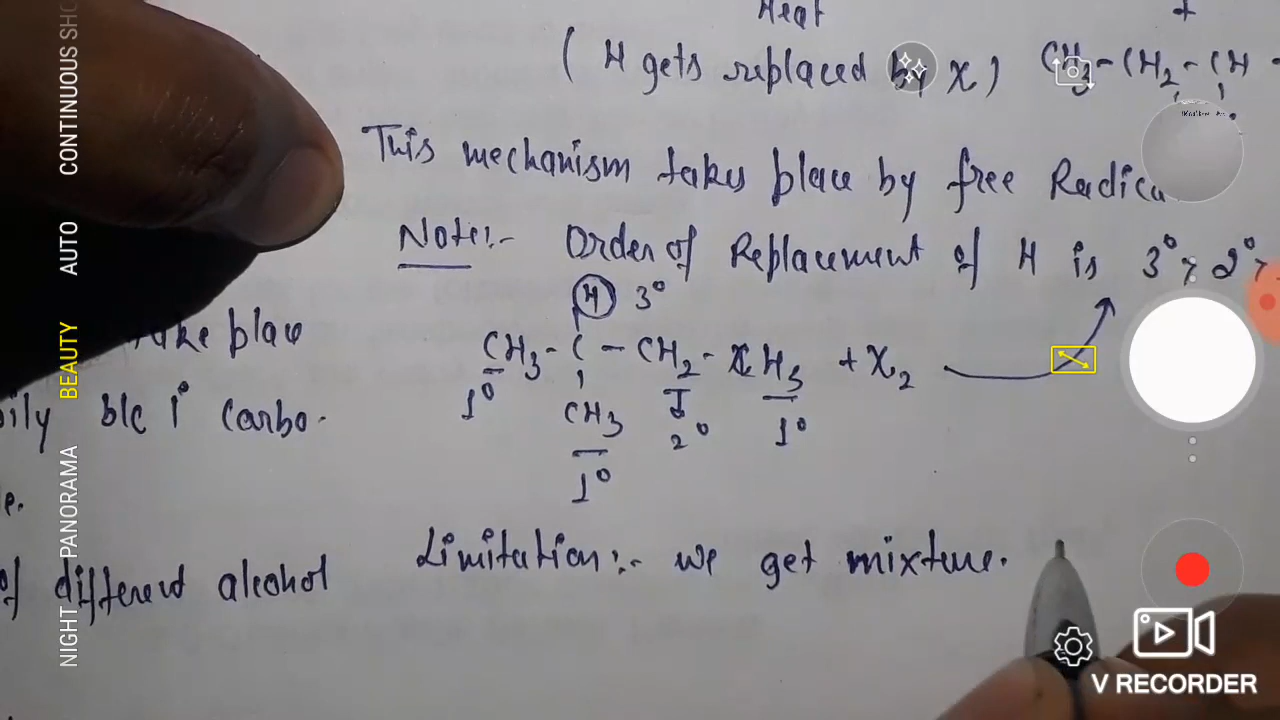 Heat
+
( H gets replaced by X) CH3-CH2-CH-
This mechanism takes place by free Radica
Note:- Order of Replacement of H is 3° > 2° >
H 3°
take place
CH3-C-CH2-CH3 + X2
1°
ily b/c i carbo.
CH3
2° 1°
1°
e.
Limitation:- we get mixture.
of different alcohol
CONTINUOUS SHO
AUTO
BEAUTY
PANORAMA
NIGHT
V RECORDER